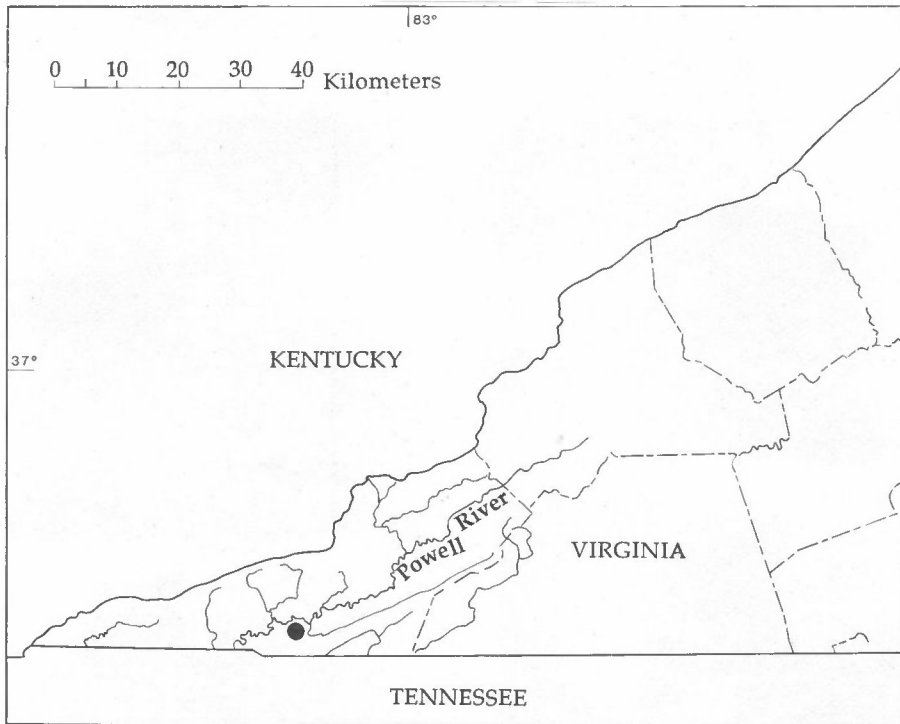 83°
0 10 20 30 40 Kilometers
37°
KENTUCKY
Powell River
VIRGINIA
TENNESSEE